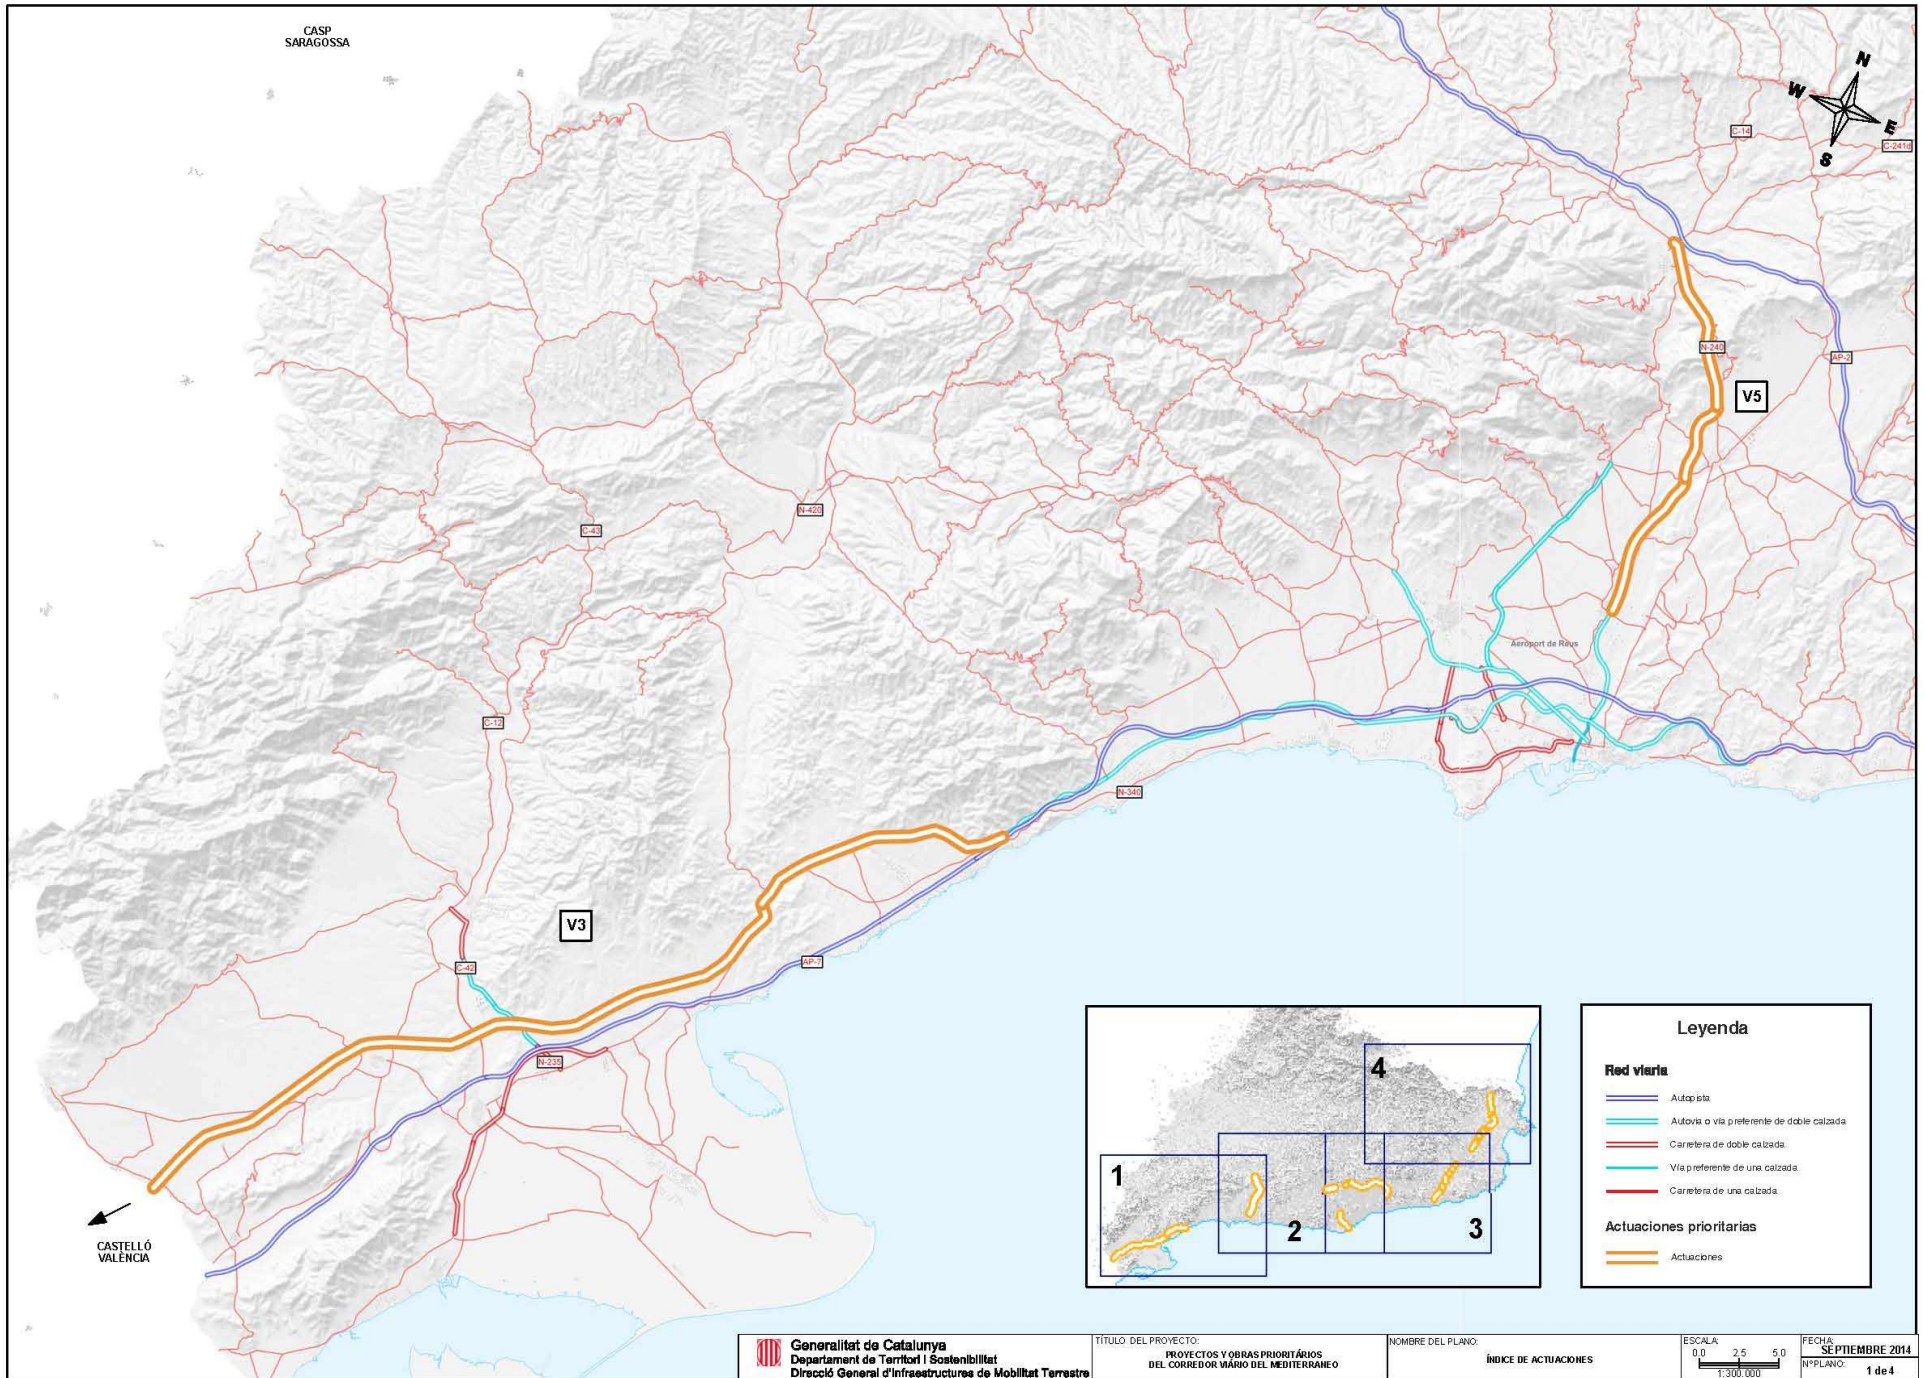 CASP
SARAGOSSA
N
W
E
S
C-14
C-241d
N-240
AP-2
V5
N-420
C-43
Aeroport de Reus
C-12
N-340
V3
C-42
AP-7
N-235
CASTELLÓ
VALÈNCIA
1
2
3
4
Leyenda
Red viaria
Autopista
Autovía o vía preferente de doble calzada
Carretera de doble calzada
Vía preferente de una calzada
Carretera de una calzada
Actuaciones prioritarias
Actuaciones
Generalitat de Catalunya
Departament de Territori i Sostenibilitat
Direcció General d'Infraestructures de Mobilitat Terrestre
TÍTULO DEL PROYECTO:
PROYECTOS Y OBRAS PRIORITÁRIOS
DEL CORREDOR VIÁRIO DEL MEDITERRANEO
NOMBRE DEL PLANO:
ÍNDICE DE ACTUACIONES
ESCALA:
0.0 2.5 5.0
1:300.000
FECHA:
SEPTIEMBRE 2014
NºPLANO:
1 de 4